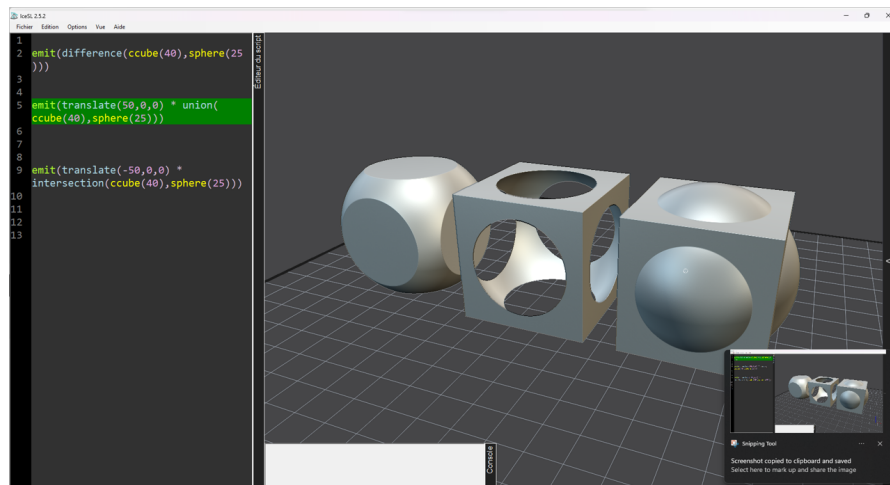 IceSL 2.5.2
Fichier Edition Options Vue Aide
1
2 emit(difference(ccube(40),sphere(25
)))
3
4
5 emit(translate(50,0,0) * union(
ccube(40),sphere(25)))
6
7
8
9 emit(translate(-50,0,0) *
intersection(ccube(40),sphere(25)))
10
11
12
13
Éditeur du script
Console
Snipping Tool
Screenshot copied to clipboard and saved
Select here to mark up and share the image